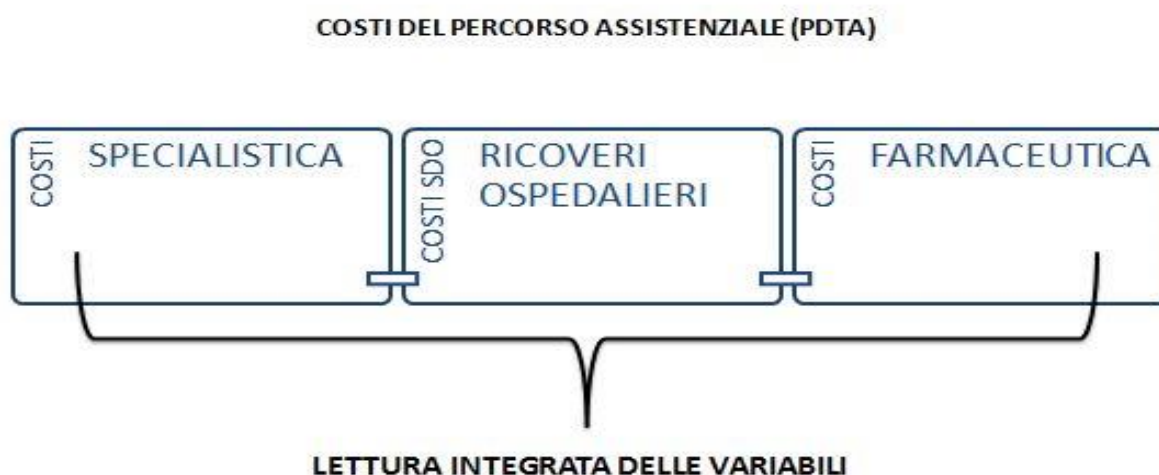 COSTI DEL PERCORSO ASSISTENZIALE (PDTA)
COSTI
SPECIALISTICA
COSTI SDO
RICOVERI
OSPEDALIERI
COSTI
FARMACEUTICA
LETTURA INTEGRATA DELLE VARIABILI